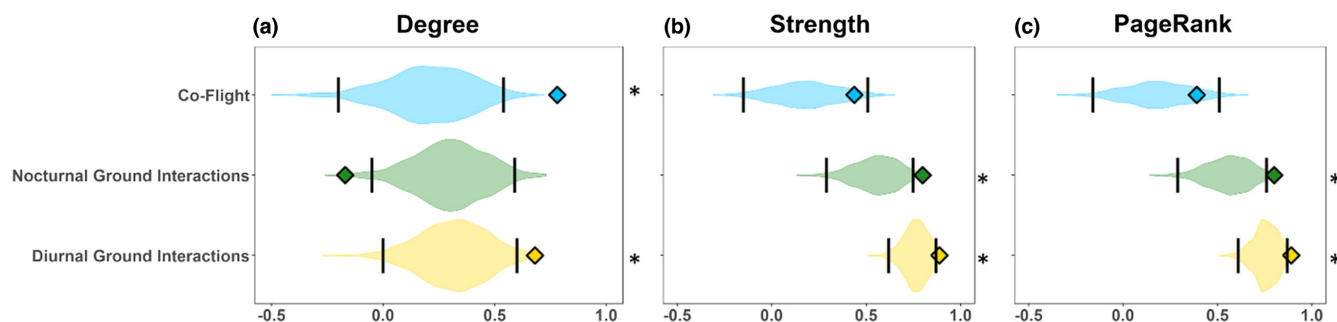 (a) Degree (b) Strength (c) PageRank
Co-Flight *
Nocturnal Ground Interactions * *
Diurnal Ground Interactions * * *
-0.5 0.0 0.5 1.0 -0.5 0.0 0.5 1.0 -0.5 0.0 0.5 1.0